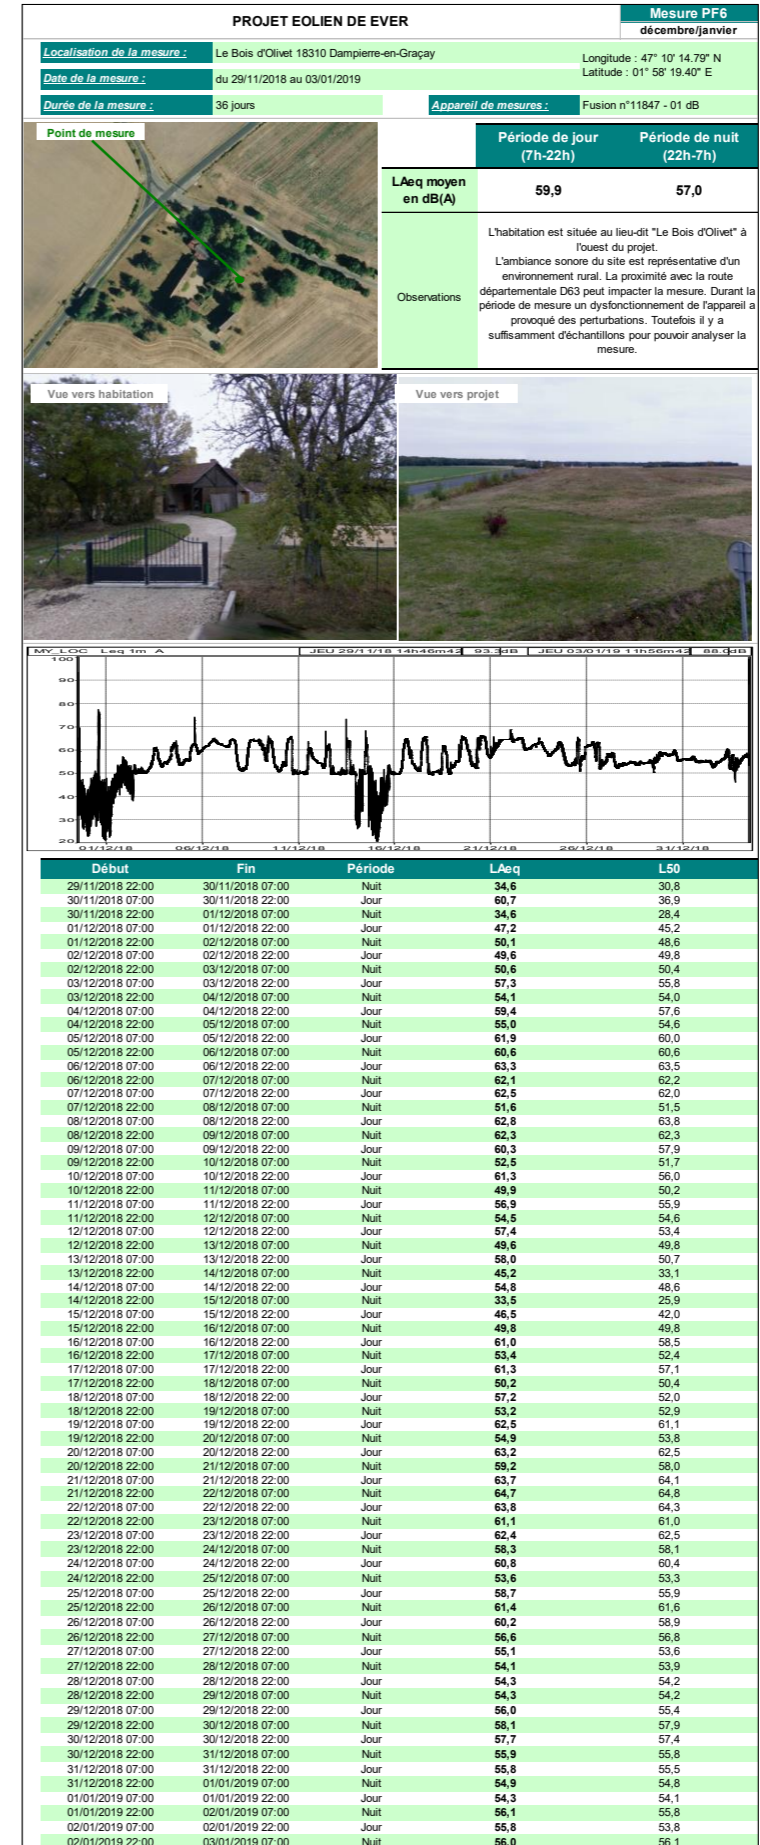 PROJET EOLIEN DE EVER
Mesure PF6
décembre/janvier
Localisation de la mesure :
Le Bois d'Olivet 18310 Dampierre-en-Graçay
Longitude : 47° 10' 14.79" N
Latitude : 01° 58' 19.40" E
Date de la mesure :
du 29/11/2018 au 03/01/2019
Durée de la mesure :
36 jours
Appareil de mesures :
Fusion n°11847 - 01 dB
Point de mesure
Période de jour
(7h-22h)
Période de nuit
(22h-7h)
LAeq moyen
en dB(A)
59,9
57,0
Observations
L'habitation est située au lieu-dit "Le Bois d'Olivet" à
l'ouest du projet.
L'ambiance sonore du site est représentative d'un
environnement rural. La proximité avec la route
départementale D63 peut impacter la mesure. Durant la
période de mesure un dysfonctionnement de l'appareil a
provoqué des perturbations. Toutefois il y a
suffisamment d'échantillons pour pouvoir analyser la
mesure.
Vue vers habitation
Vue vers projet
MY_LOC Leq 1m A JEU 29/11/18 14h46m42 93.3dB JEU 03/01/19 11h56m42 88.0dB
100
90
80
70
60
50
40
30
20
01/12/18 06/12/18 11/12/18 16/12/18 21/12/18 26/12/18 31/12/18
Début Fin Période LAeq L50
29/11/2018 22:00 30/11/2018 07:00 Nuit 34,6 30,8
30/11/2018 07:00 30/11/2018 22:00 Jour 60,7 36,9
30/11/2018 22:00 01/12/2018 07:00 Nuit 34,6 28,4
01/12/2018 07:00 01/12/2018 22:00 Jour 47,2 45,2
01/12/2018 22:00 02/12/2018 07:00 Nuit 50,1 48,6
02/12/2018 07:00 02/12/2018 22:00 Jour 49,6 49,8
02/12/2018 22:00 03/12/2018 07:00 Nuit 50,6 50,4
03/12/2018 07:00 03/12/2018 22:00 Jour 57,3 55,8
03/12/2018 22:00 04/12/2018 07:00 Nuit 54,1 54,0
04/12/2018 07:00 04/12/2018 22:00 Jour 59,4 57,6
04/12/2018 22:00 05/12/2018 07:00 Nuit 55,0 54,6
05/12/2018 07:00 05/12/2018 22:00 Jour 61,9 60,0
05/12/2018 22:00 06/12/2018 07:00 Nuit 60,6 60,6
06/12/2018 07:00 06/12/2018 22:00 Jour 63,3 63,5
06/12/2018 22:00 07/12/2018 07:00 Nuit 62,1 62,2
07/12/2018 07:00 07/12/2018 22:00 Jour 62,5 62,0
07/12/2018 22:00 08/12/2018 07:00 Nuit 51,6 51,5
08/12/2018 07:00 08/12/2018 22:00 Jour 62,8 63,8
08/12/2018 22:00 09/12/2018 07:00 Nuit 62,3 62,3
09/12/2018 07:00 09/12/2018 22:00 Jour 60,3 57,9
09/12/2018 22:00 10/12/2018 07:00 Nuit 52,5 51,7
10/12/2018 07:00 10/12/2018 22:00 Jour 61,3 56,0
10/12/2018 22:00 11/12/2018 07:00 Nuit 49,9 50,2
11/12/2018 07:00 11/12/2018 22:00 Jour 56,9 55,9
11/12/2018 22:00 12/12/2018 07:00 Nuit 54,5 54,6
12/12/2018 07:00 12/12/2018 22:00 Jour 57,4 53,4
12/12/2018 22:00 13/12/2018 07:00 Nuit 49,6 49,8
13/12/2018 07:00 13/12/2018 22:00 Jour 58,0 50,7
13/12/2018 22:00 14/12/2018 07:00 Nuit 45,2 33,1
14/12/2018 07:00 14/12/2018 22:00 Jour 54,8 48,6
14/12/2018 22:00 15/12/2018 07:00 Nuit 33,5 25,9
15/12/2018 07:00 15/12/2018 22:00 Jour 46,5 42,0
15/12/2018 22:00 16/12/2018 07:00 Nuit 49,8 49,8
16/12/2018 07:00 16/12/2018 22:00 Jour 61,0 58,5
16/12/2018 22:00 17/12/2018 07:00 Nuit 53,4 52,4
17/12/2018 07:00 17/12/2018 22:00 Jour 61,3 57,1
17/12/2018 22:00 18/12/2018 07:00 Nuit 50,2 50,4
18/12/2018 07:00 18/12/2018 22:00 Jour 57,2 52,0
18/12/2018 22:00 19/12/2018 07:00 Nuit 53,2 52,9
19/12/2018 07:00 19/12/2018 22:00 Jour 62,5 61,1
19/12/2018 22:00 20/12/2018 07:00 Nuit 54,9 53,8
20/12/2018 07:00 20/12/2018 22:00 Jour 63,2 62,5
20/12/2018 22:00 21/12/2018 07:00 Nuit 59,2 58,0
21/12/2018 07:00 21/12/2018 22:00 Jour 63,7 64,1
21/12/2018 22:00 22/12/2018 07:00 Nuit 64,7 64,8
22/12/2018 07:00 22/12/2018 22:00 Jour 63,8 64,3
22/12/2018 22:00 23/12/2018 07:00 Nuit 61,1 61,0
23/12/2018 07:00 23/12/2018 22:00 Jour 62,4 62,5
23/12/2018 22:00 24/12/2018 07:00 Nuit 58,3 58,1
24/12/2018 07:00 24/12/2018 22:00 Jour 60,8 60,4
24/12/2018 22:00 25/12/2018 07:00 Nuit 53,6 53,3
25/12/2018 07:00 25/12/2018 22:00 Jour 58,7 55,9
25/12/2018 22:00 26/12/2018 07:00 Nuit 61,4 61,6
26/12/2018 07:00 26/12/2018 22:00 Jour 60,2 58,9
26/12/2018 22:00 27/12/2018 07:00 Nuit 56,6 56,8
27/12/2018 07:00 27/12/2018 22:00 Jour 55,1 53,6
27/12/2018 22:00 28/12/2018 07:00 Nuit 54,1 53,9
28/12/2018 07:00 28/12/2018 22:00 Jour 54,3 54,2
28/12/2018 22:00 29/12/2018 07:00 Nuit 54,3 54,2
29/12/2018 07:00 29/12/2018 22:00 Jour 56,0 55,4
29/12/2018 22:00 30/12/2018 07:00 Nuit 58,1 57,9
30/12/2018 07:00 30/12/2018 22:00 Jour 57,7 57,4
30/12/2018 22:00 31/12/2018 07:00 Nuit 55,9 55,8
31/12/2018 07:00 31/12/2018 22:00 Jour 55,8 55,5
31/12/2018 22:00 01/01/2019 07:00 Nuit 54,9 54,8
01/01/2019 07:00 01/01/2019 22:00 Jour 54,3 54,1
01/01/2019 22:00 02/01/2019 07:00 Nuit 56,1 55,8
02/01/2019 07:00 02/01/2019 22:00 Jour 55,8 53,8
02/01/2019 22:00 03/01/2019 07:00 Nuit 56,0 56,1